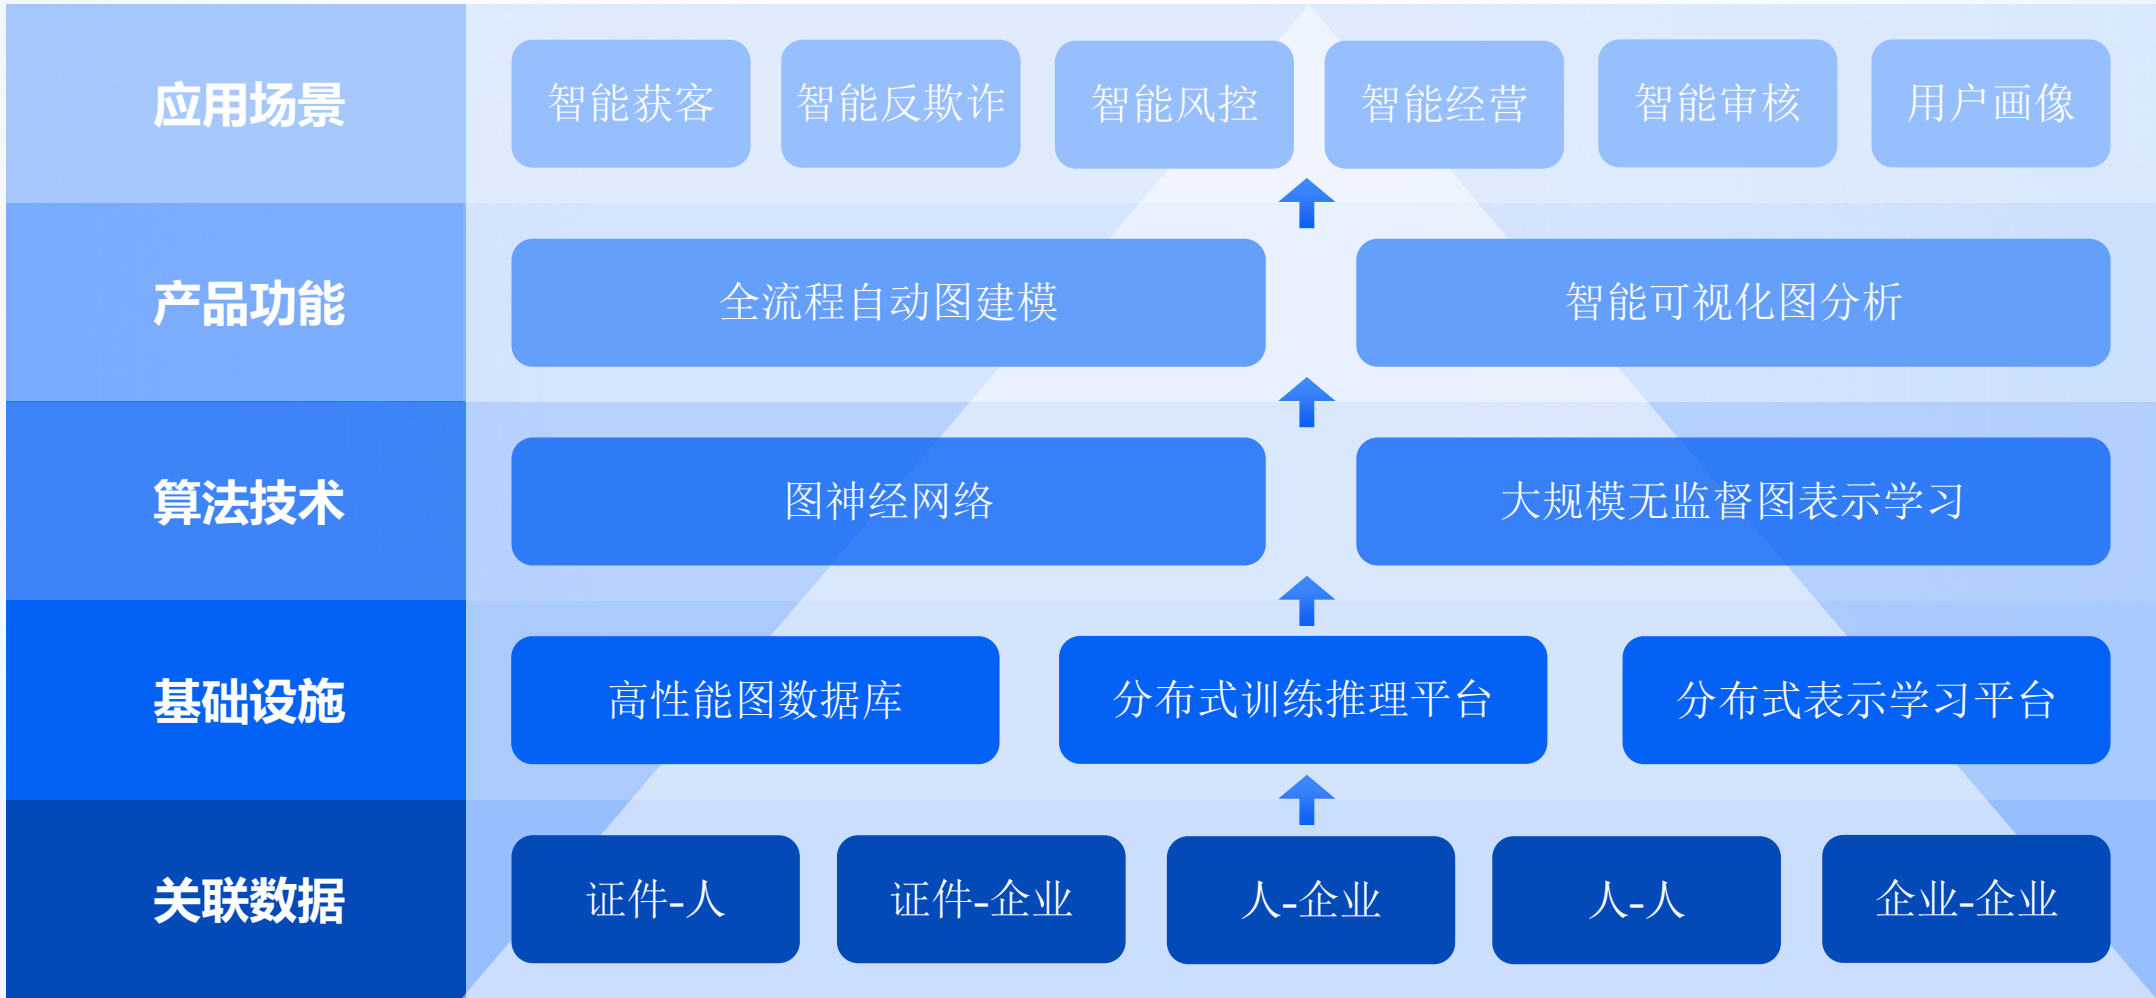 应用场景
智能获客
智能反欺诈
智能风控
智能经营
智能审核
用户画像
产品功能
全流程自动图建模
智能可视化图分析
算法技术
图神经网络
大规模无监督图表示学习
基础设施
高性能图数据库
分布式训练推理平台
分布式表示学习平台
关联数据
证件-人
证件-企业
人-企业
人-人
企业-企业